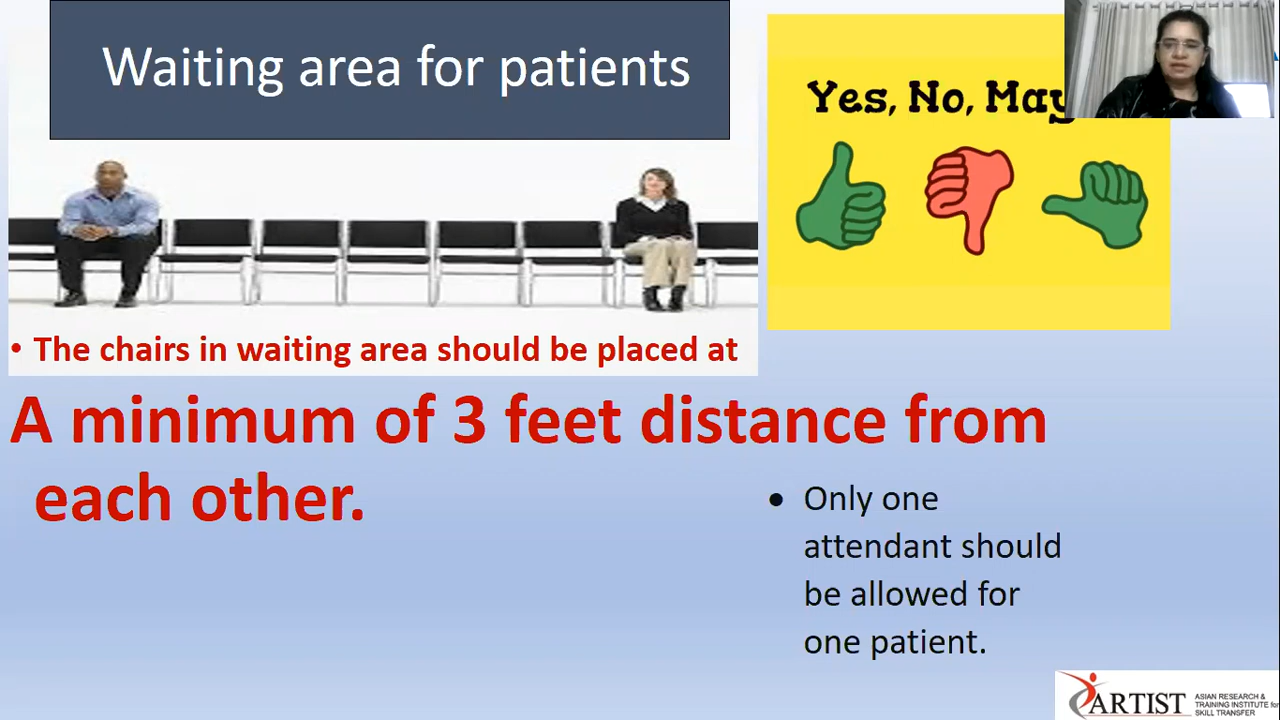 Waiting area for patients
Yes, No, May
• The chairs in waiting area should be placed at
A minimum of 3 feet distance from
each other.
• Only one
attendant should
be allowed for
one patient.
ARTIST
ASIAN RESEARCH &
TRAINING INSTITUTE for
SKILL TRANSFER